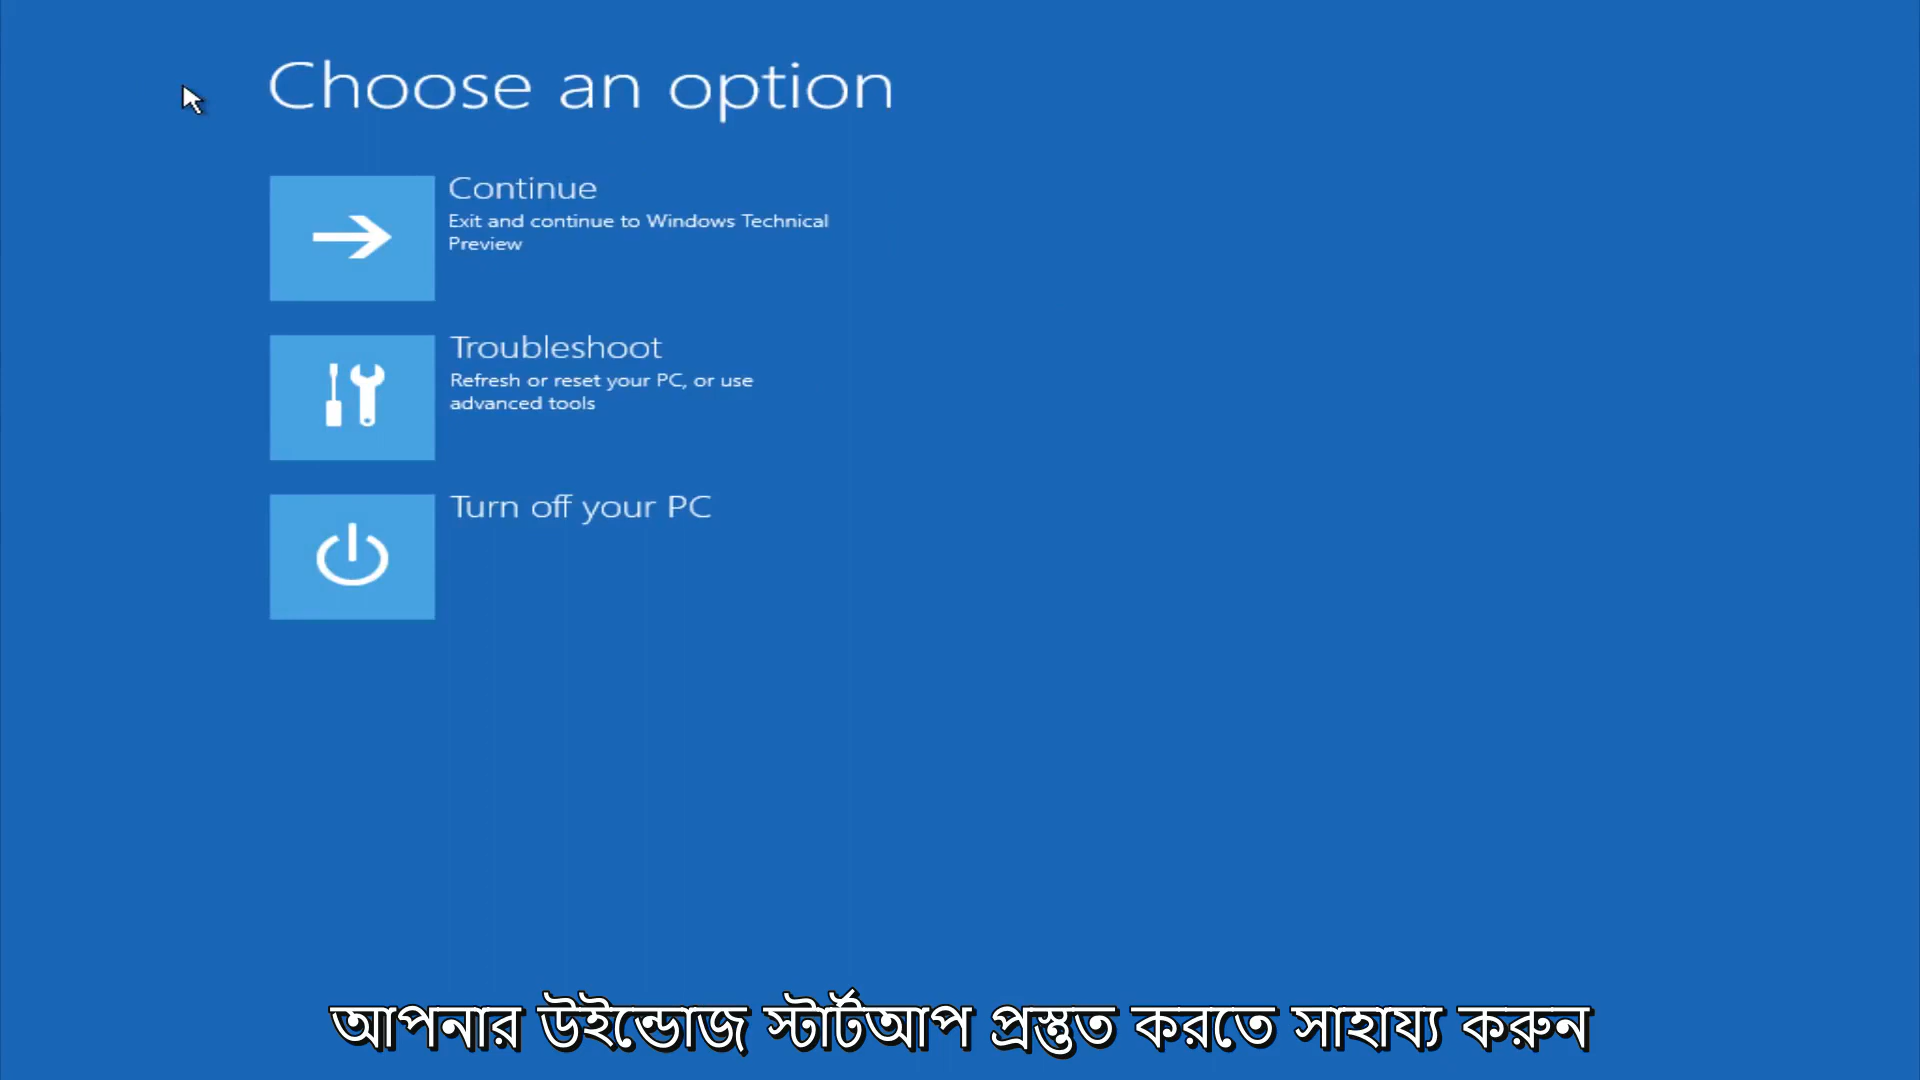 Choose an option
Continue
Exit and continue to Windows Technical
Preview
Troubleshoot
Refresh or reset your PC, or use
advanced tools
Turn off your PC
আপনার উইন্ডোজ স্টার্টআপ প্রস্তুত করতে সাহায্য করুন